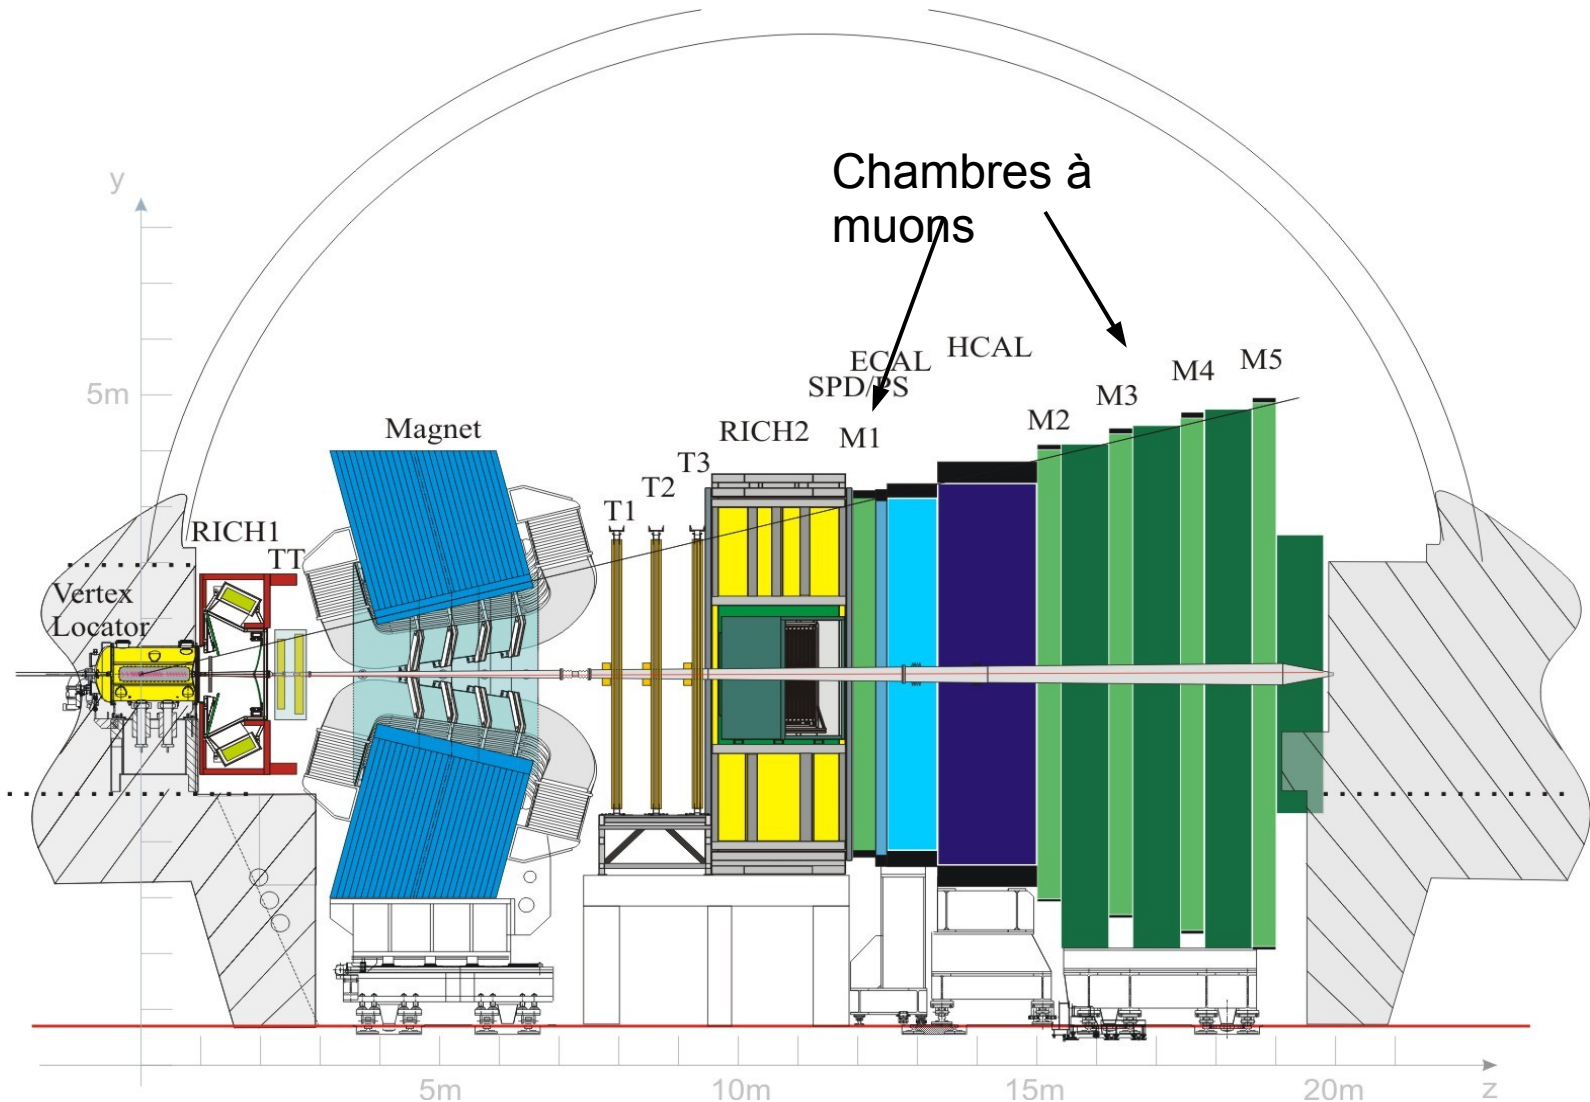 Chambres à
muons
y
5m
Magnet
RICH1
TT
Vertex
Locator
T1
T2
T3
RICH2
SPD/PS
ECAL
HCAL
M1
M2
M3
M4
M5
5m
10m
15m
20m
z